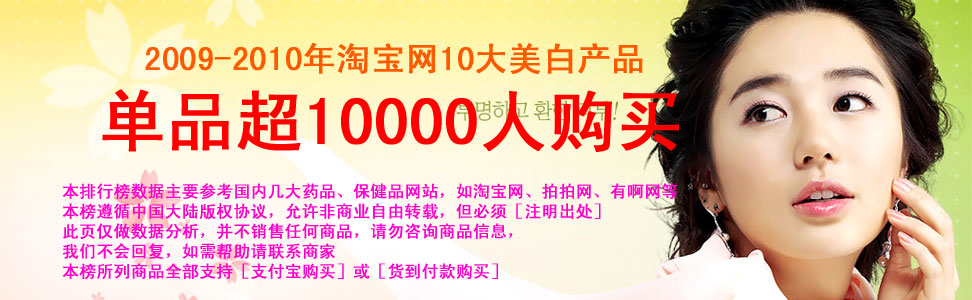 2009-2010年淘宝网10大美白产品
单品超10000人购买
명하고 환
본排行榜数据主要参考国内几大药品、保健品网站，如淘宝网、拍拍网、有啊网等
本榜遵循中国大陆版权协议，允许非商业自由转载，但必须［注明出处］
此页仅做数据分析，并不销售任何商品，请勿咨询商品信息，
我们不会回复，如需帮助请联系商家
本榜所列商品全部支持［支付宝购买］或［货到付款购买］